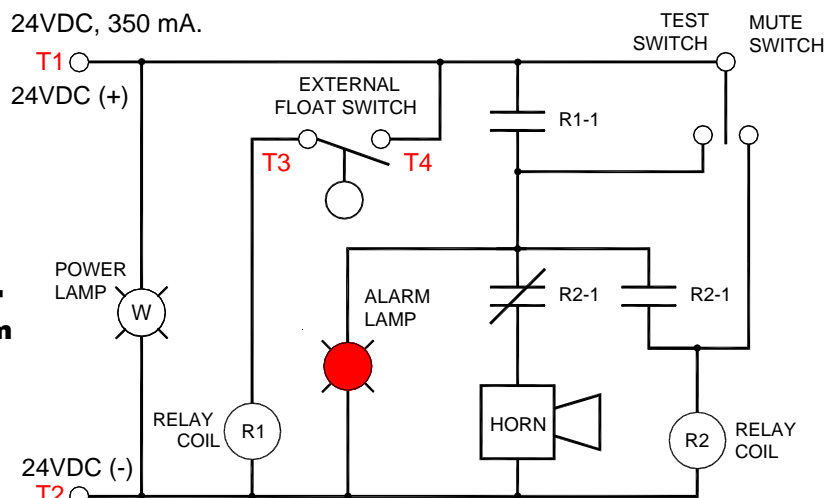 24VDC, 350 mA.
T1
24VDC (+)
TEST
SWITCH
MUTE
SWITCH
EXTERNAL
FLOAT SWITCH
T3
T4
R1-1
POWER
LAMP
W
ALARM
LAMP
R2-1
R2-1
RELAY
COIL
R1
HORN
R2
RELAY
COIL
24VDC (-)
T2